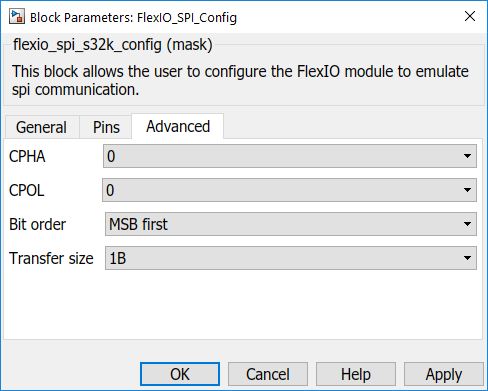 Block Parameters: FlexIO_SPI_Config
flexio_spi_s32k_config (mask)
This block allows the user to configure the FlexIO module to emulate
spi communication.
General Pins Advanced
CPHA 0
CPOL 0
Bit order MSB first
Transfer size 1B
OK Cancel Help Apply